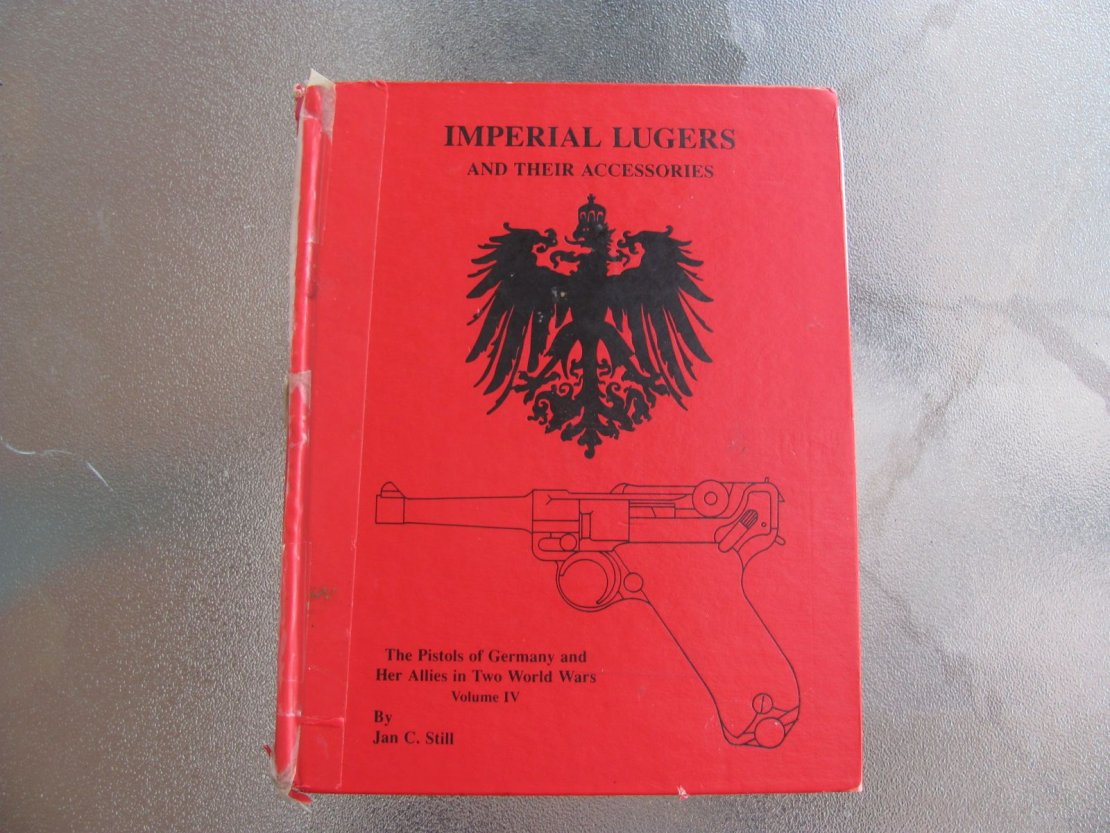 IMPERIAL LUGERS
AND THEIR ACCESSORIES
The Pistols of Germany and
Her Allies in Two World Wars
Volume IV
By
Jan C. Still